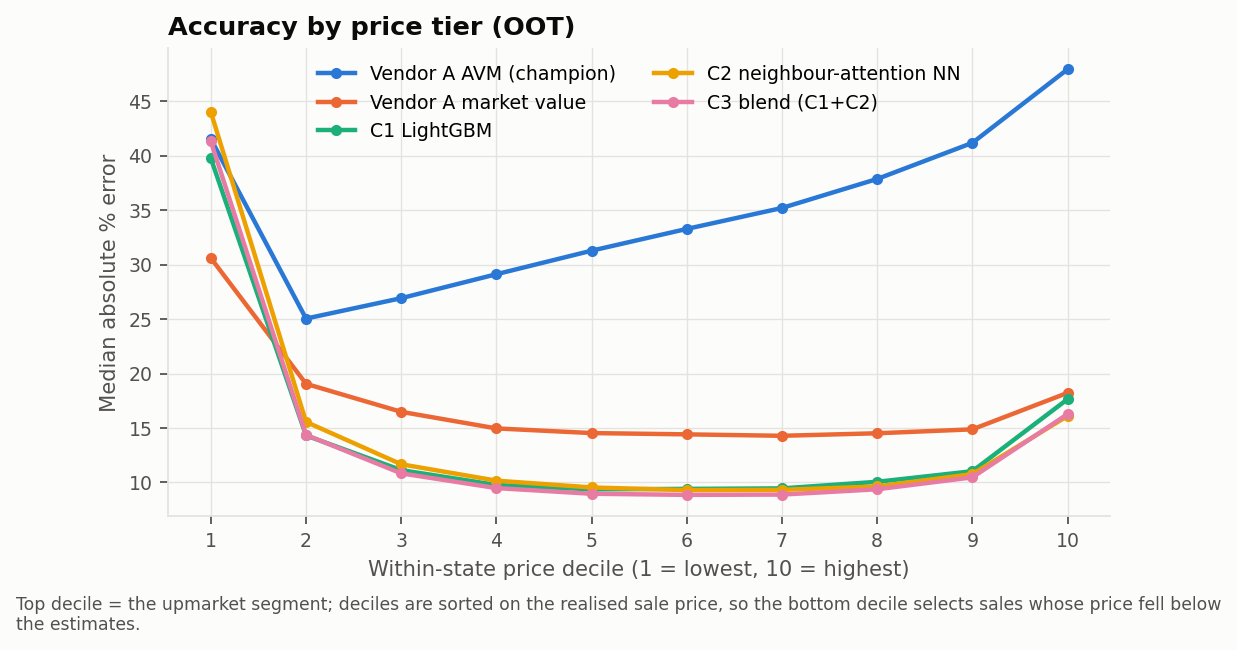 Accuracy by price tier (OOT)
Vendor A AVM (champion)
Vendor A market value
C1 LightGBM
C2 neighbour-attention NN
C3 blend (C1+C2)
Median absolute % error
45
40
35
30
25
20
15
10
1 2 3 4 5 6 7 8 9 10
Within-state price decile (1 = lowest, 10 = highest)
Top decile = the upmarket segment; deciles are sorted on the realised sale price, so the bottom decile selects sales whose price fell below
the estimates.